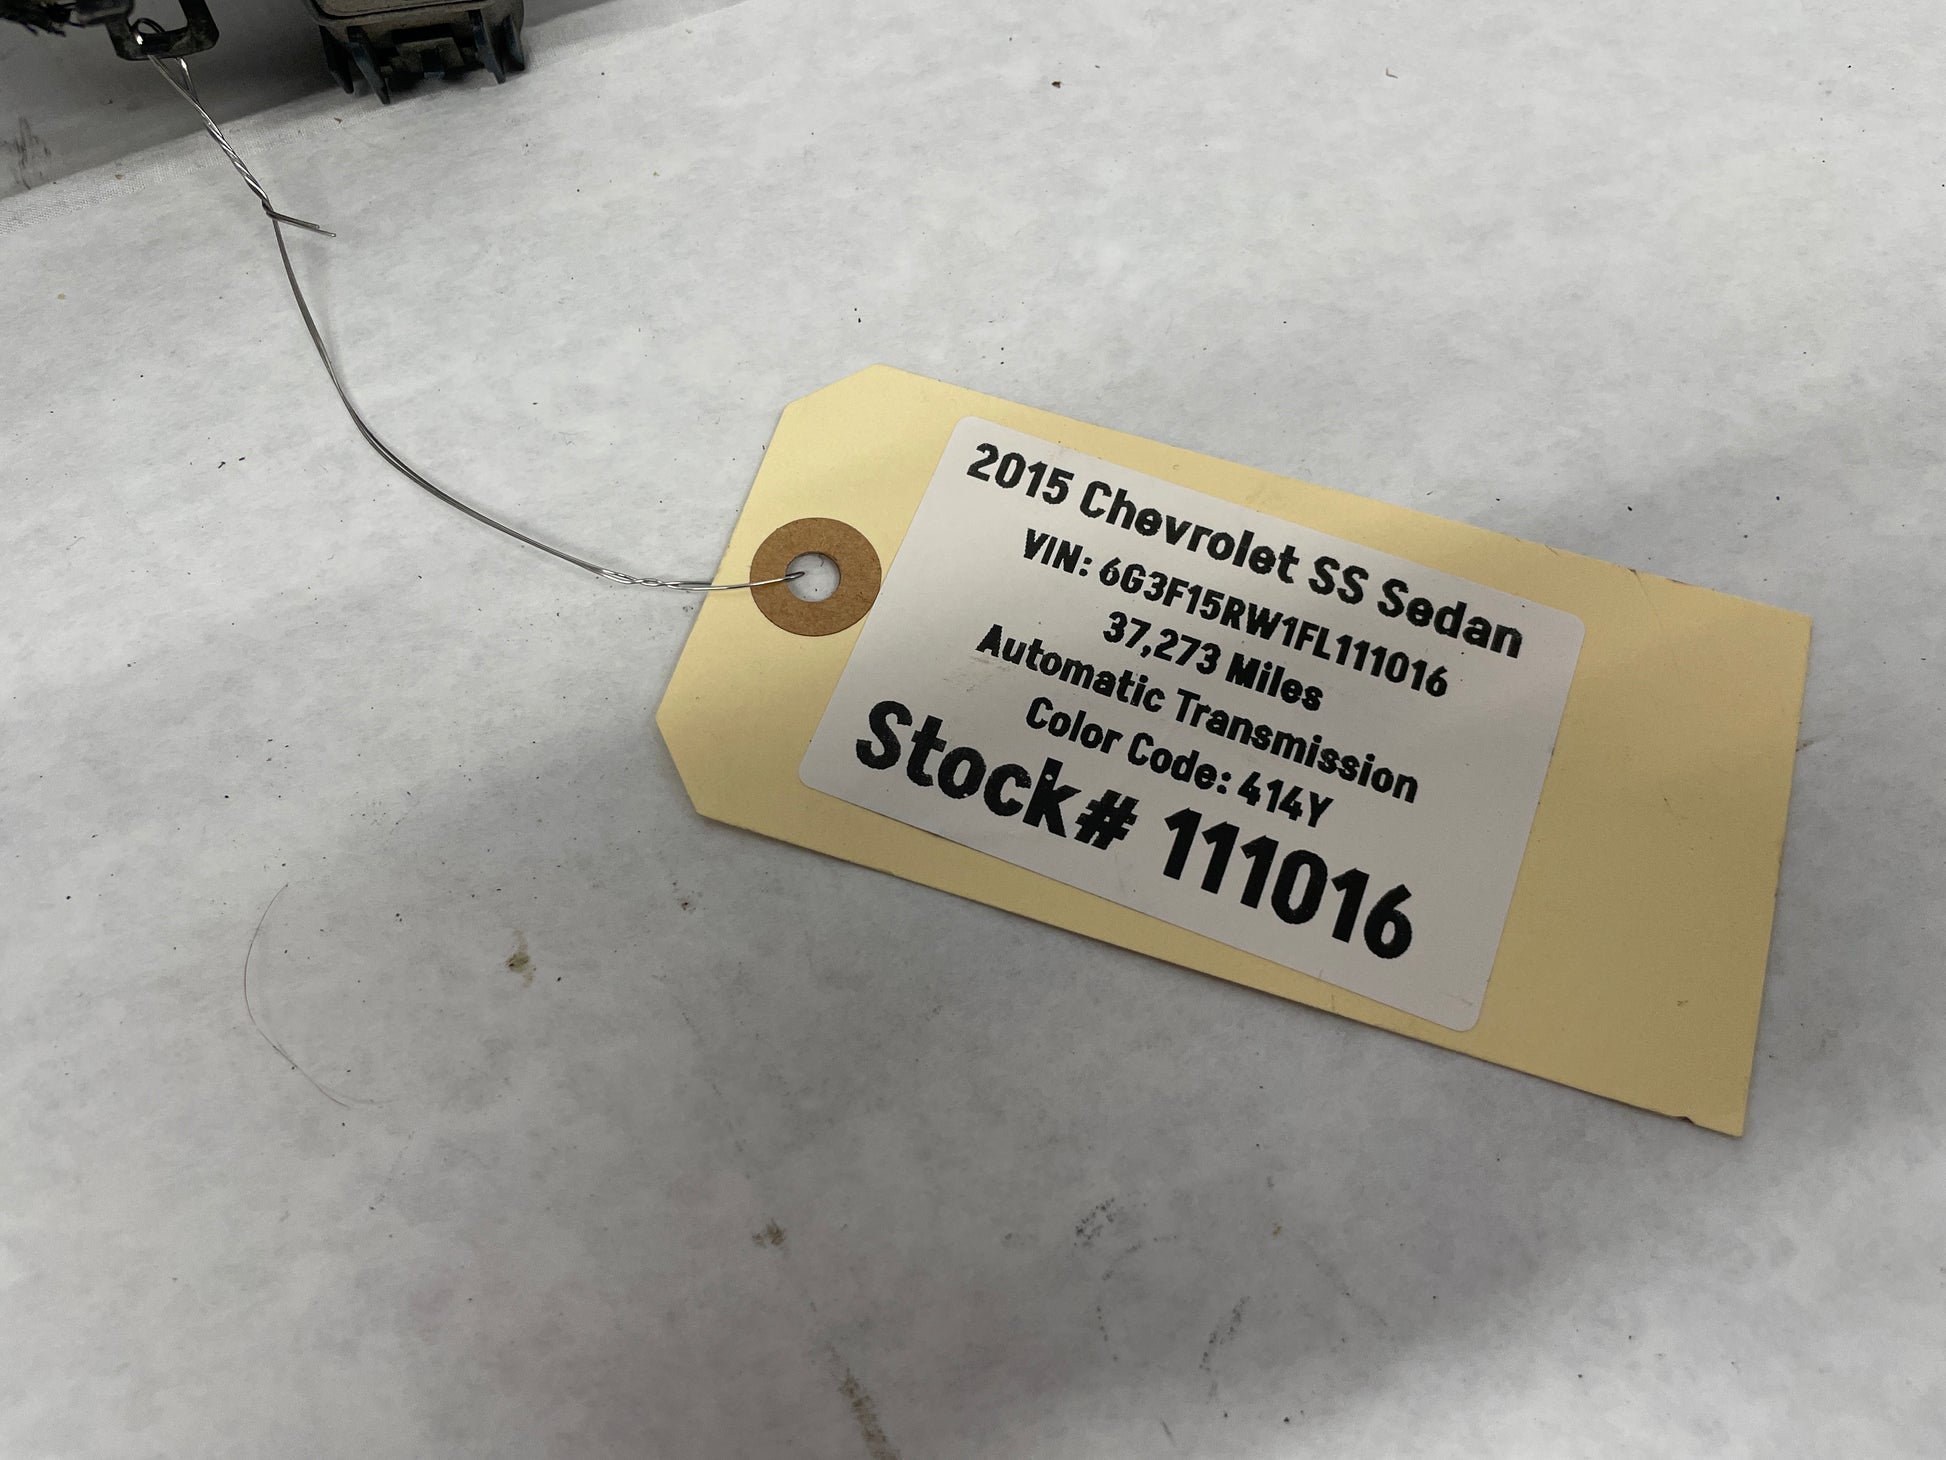 2015 Chevrolet SS Sedan
VIN: 6G3F15RW1FL111016
37,273 Miles
Automatic Transmission
Color Code: 414Y
Stock# 111016